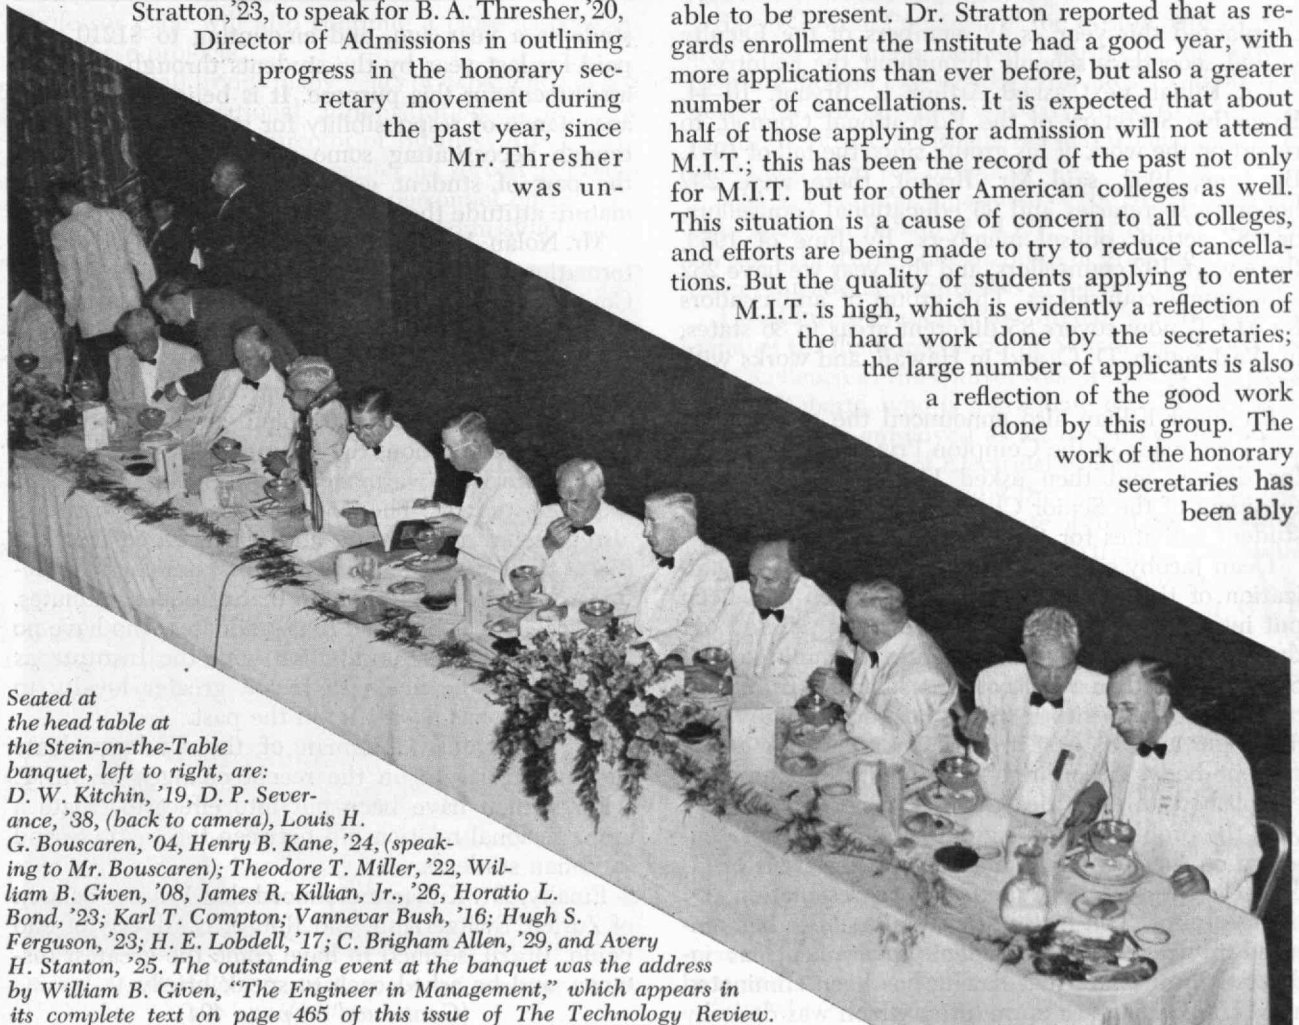 Stratton, '23, to speak for B. A. Thresher, '20,
Director of Admissions in outlining
progress in the honorary sec-
retary movement during
the past year, since
Mr. Thresher
was un-
able to be present. Dr. Stratton reported that as re-
gards enrollment the Institute had a good year, with
more applications than ever before, but also a greater
number of cancellations. It is expected that about
half of those applying for admission will not attend
M.I.T.; this has been the record of the past not only
for M.I.T. but for other American colleges as well.
This situation is a cause of concern to all colleges,
and efforts are being made to try to reduce cancella-
tions. But the quality of students applying to enter
M.I.T. is high, which is evidently a reflection of
the hard work done by the secretaries;
the large number of applicants is also
a reflection of the good work
done by this group. The
work of the honorary
secretaries has
been ably
Seated at
the head table at
the Stein-on-the-Table
banquet, left to right, are:
D. W. Kitchin, '19, D. P. Sever-
ance, '38, (back to camera), Louis H.
G. Bouscaren, '04, Henry B. Kane, '24, (speak-
ing to Mr. Bouscaren); Theodore T. Miller, '22, Wil-
liam B. Given, '08, James R. Killian, Jr., '26, Horatio L.
Bond, '23; Karl T. Compton; Vannevar Bush, '16; Hugh S.
Ferguson, '23; H. E. Lobdell, '17; C. Brigham Allen, '29, and Avery
H. Stanton, '25. The outstanding event at the banquet was the address
by William B. Given, "The Engineer in Management," which appears
its complete text on page 465 of this issue of The Technology Review.